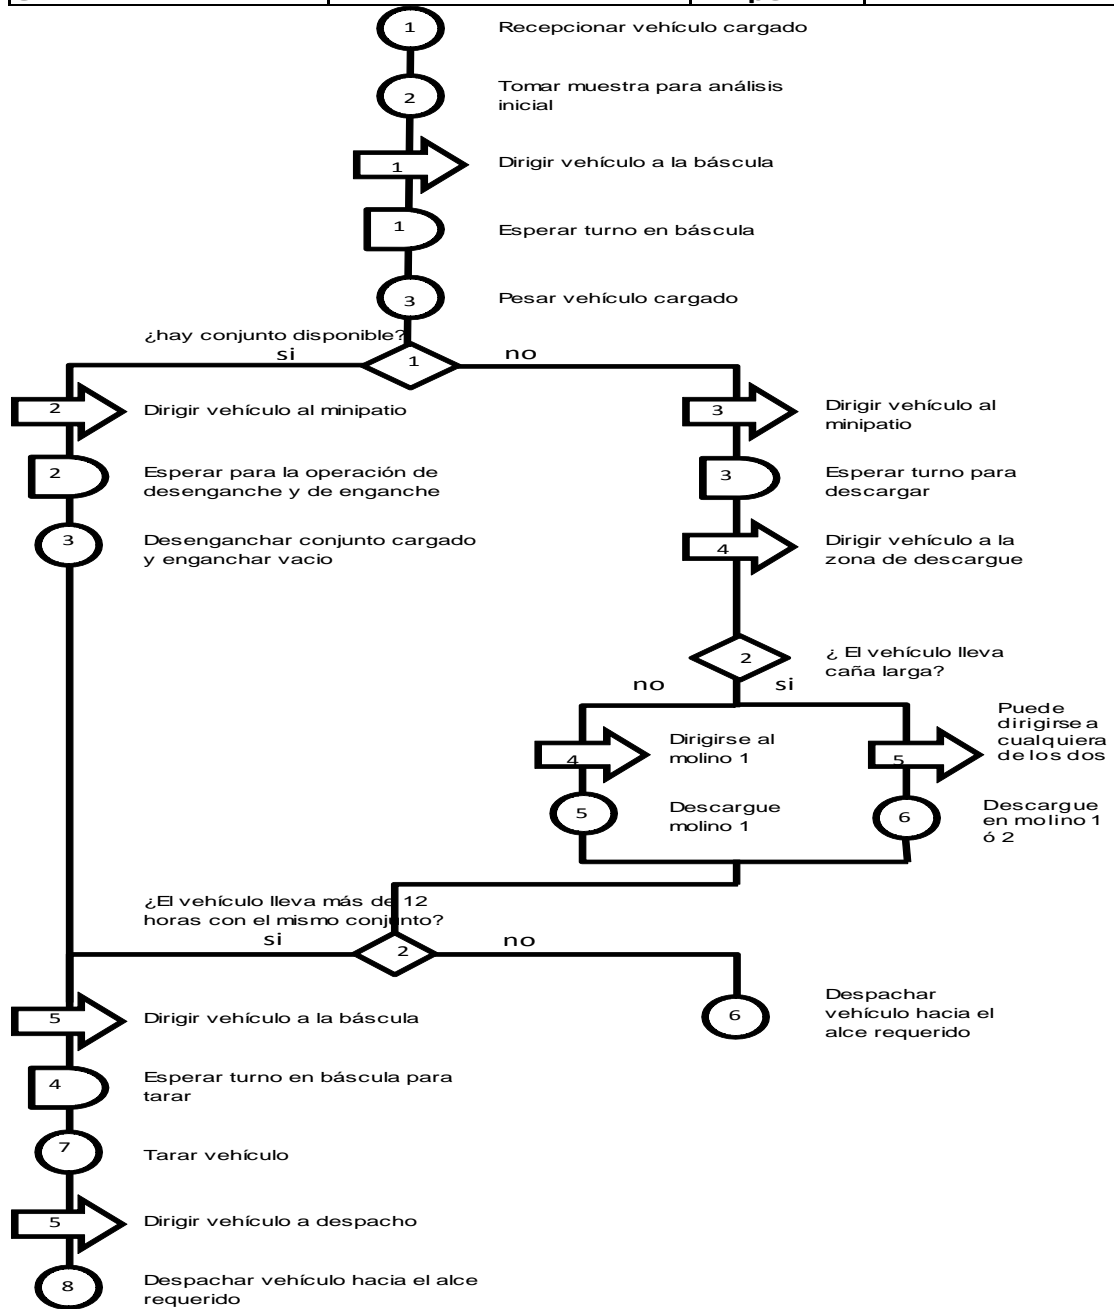 1
Recepcionar vehículo cargado
2
Tomar muestra para análisis
inicial
1
Dirigir vehículo a la báscula
1
Esperar turno en báscula
3
Pesar vehículo cargado
¿hay conjunto disponible?
si
1
no
2
Dirigir vehículo al minipatio
3
Dirigir vehículo al
minipatio
2
Esperar para la operación de
desenganche y de enganche
3
Esperar turno para
descargar
3
Desenganchar conjunto cargado
y enganchar vacio
4
Dirigir vehículo a la
zona de descargue
2
¿ El vehículo lleva
caña larga?
no
si
4
Dirigirse al
molino 1
5
Puede
dirigirse a
cualquiera
de los dos
5
Descargue
molino 1
6
Descargue
en molino 1
ó 2
¿El vehículo lleva más de 12
horas con el mismo conjunto?
si
2
no
5
Dirigir vehículo a la báscula
6
Despachar
vehículo hacia el
alce requerido
4
Esperar turno en báscula para
tarar
7
Tarar vehículo
5
Dirigir vehículo a despacho
8
Despachar vehículo hacia el alce
requerido